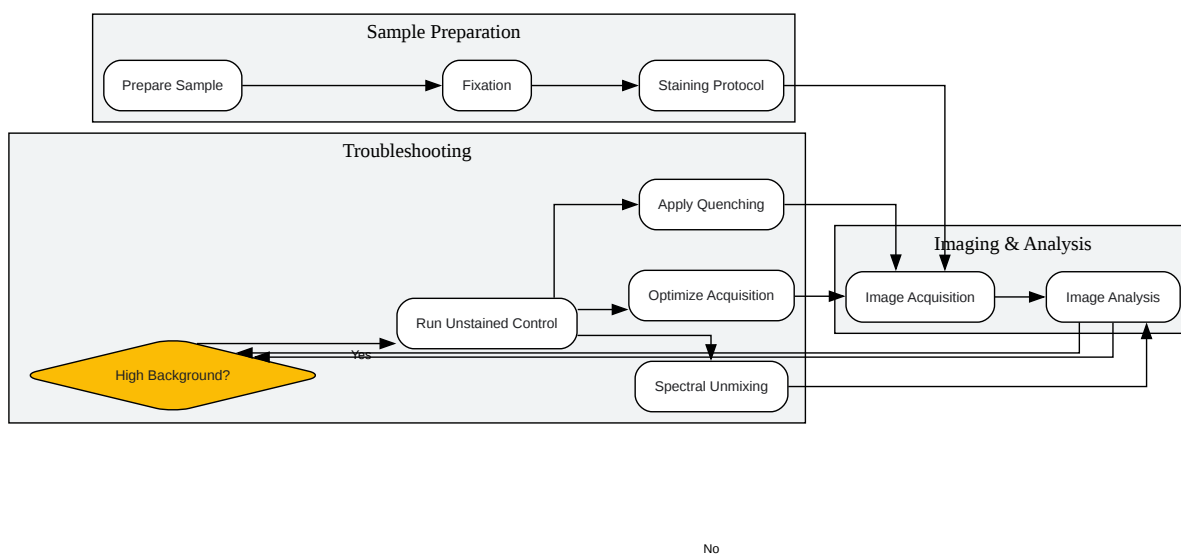 Sample Preparation
Prepare Sample
Fixation
Staining Protocol
Troubleshooting
Apply Quenching
Imaging & Analysis
Optimize Acquisition
Image Acquisition
Image Analysis
Run Unstained Control
Yes
High Background?
Spectral Unmixing
No